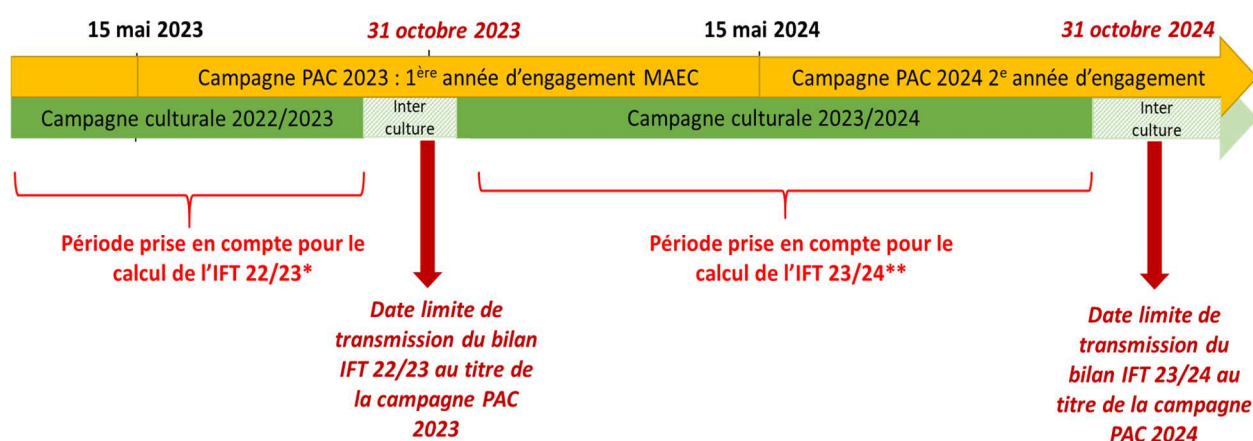 15 mai 2023
31 octobre 2023
15 mai 2024
31 octobre 2024
Campagne PAC 2023 : 1ère année d'engagement MAEC
Campagne PAC 2024 2e année d'engagement
Campagne culturale 2022/2023
Inter
culture
Campagne culturale 2023/2024
Inter
culture
Période prise en compte pour le
calcul de l'IFT 22/23*
Période prise en compte pour le
calcul de l'IFT 23/24**
Date limite de
transmission du bilan
IFT 22/23 au titre de
la campagne PAC
2023
Date limite de
transmission du
bilan IFT 23/24 au
titre de la campagne
PAC 2024